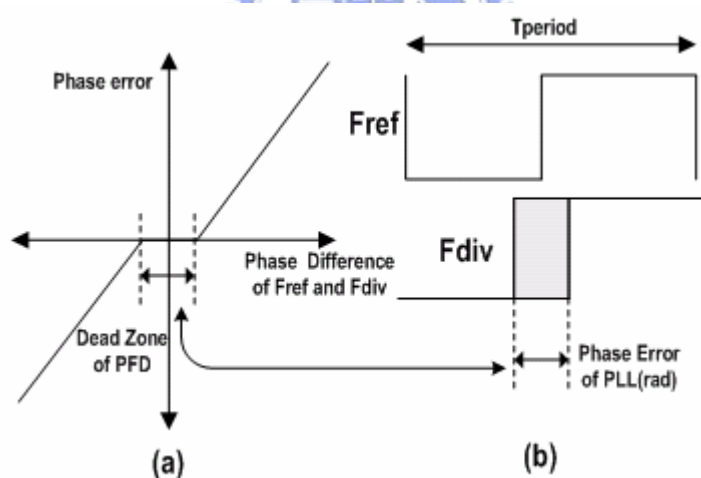 Phase error
Phase Difference
of Fref and Fdiv
Dead Zone
of PFD
(a)
Tperiod
Fref
Fdiv
Phase Error
of PLL(rad)
(b)